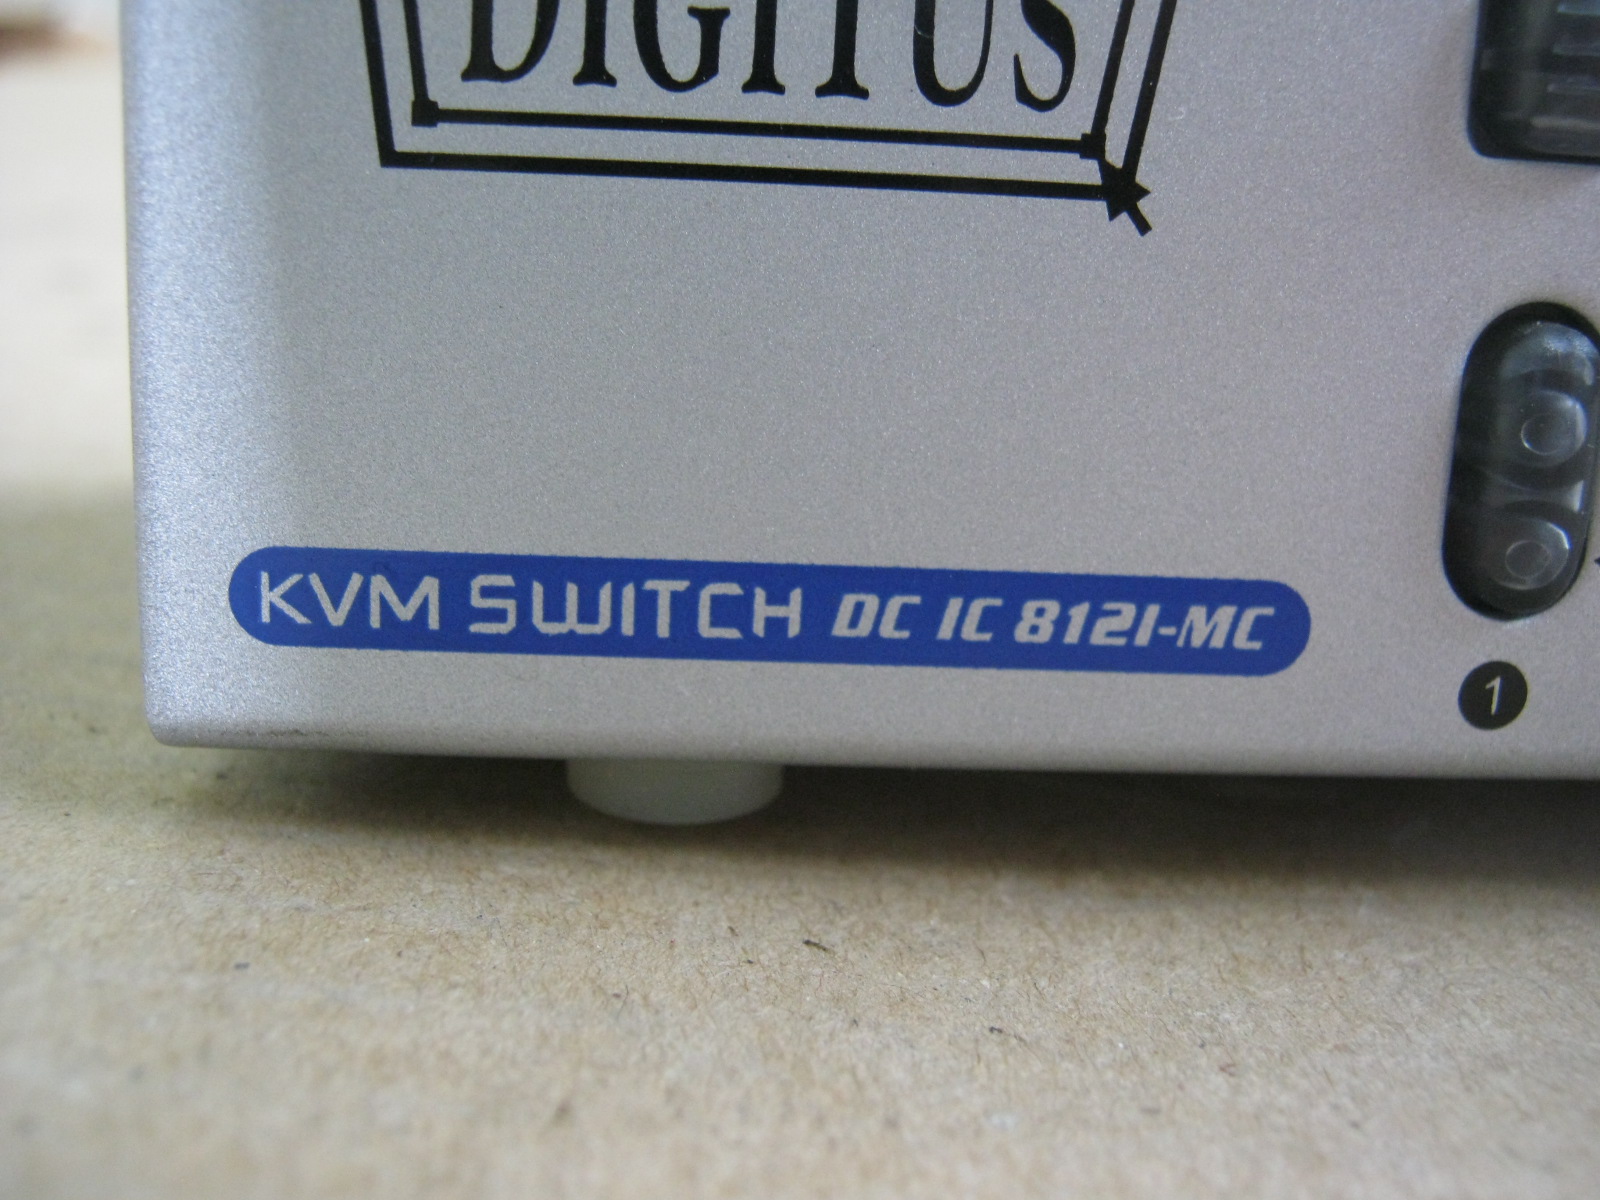 DIGITUS
KVM SWITCH DC IC 8121-MC
1